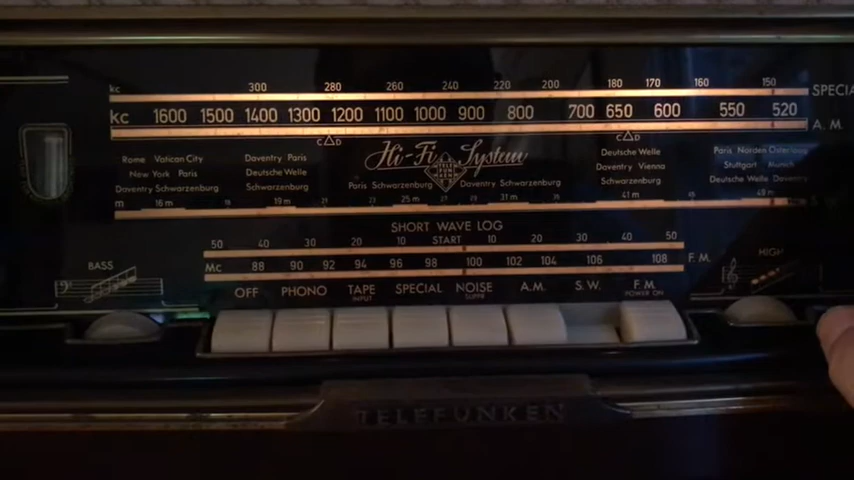 kc 300 280 260 240 220 200 180 170 160 150 SPECIA
kc 1600 1500 1400 1300 1200 1100 1000 900 800 700 650 600 550 520
C△D C△D A.M.
Hi-Fi System
TELEFUNKEN
Rome Vatican City
New York Paris
Daventry Schwarzenburg
Daventry Paris
Deutsche Welle
Schwarzenburg
Paris Schwarzenburg
Daventry Schwarzenburg
Deutsche Welle
Daventry Vienna
Schwarzenburg
Paris Norden Osterloog
Stuttgart Munich
Deutsche Welle Daventry
m 16 m 19 m 25 m 31 m 41 m 49 m
SHORT WAVE LOG
50 40 30 20 10 START 10 20 30 40 50
Mc 88 90 92 94 96 98 100 102 104 106 108 F.M.
BASS
HIGH
OFF PHONO TAPE SPECIAL NOISE A.M. S.W. F.M.
INPUT SUPPR POWER ON
TELEFUNKEN